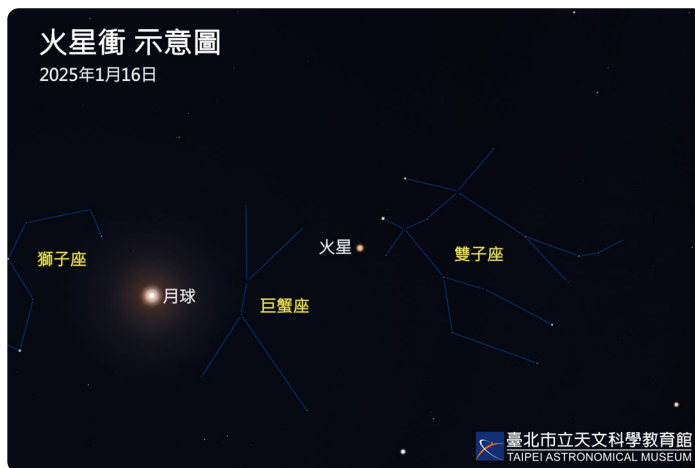 火星衝 示意圖
2025年1月16日
獅子座
月球
巨蟹座
火星
雙子座
臺北市立天文科學教育館
TAIPEI ASTRONOMICAL MUSEUM